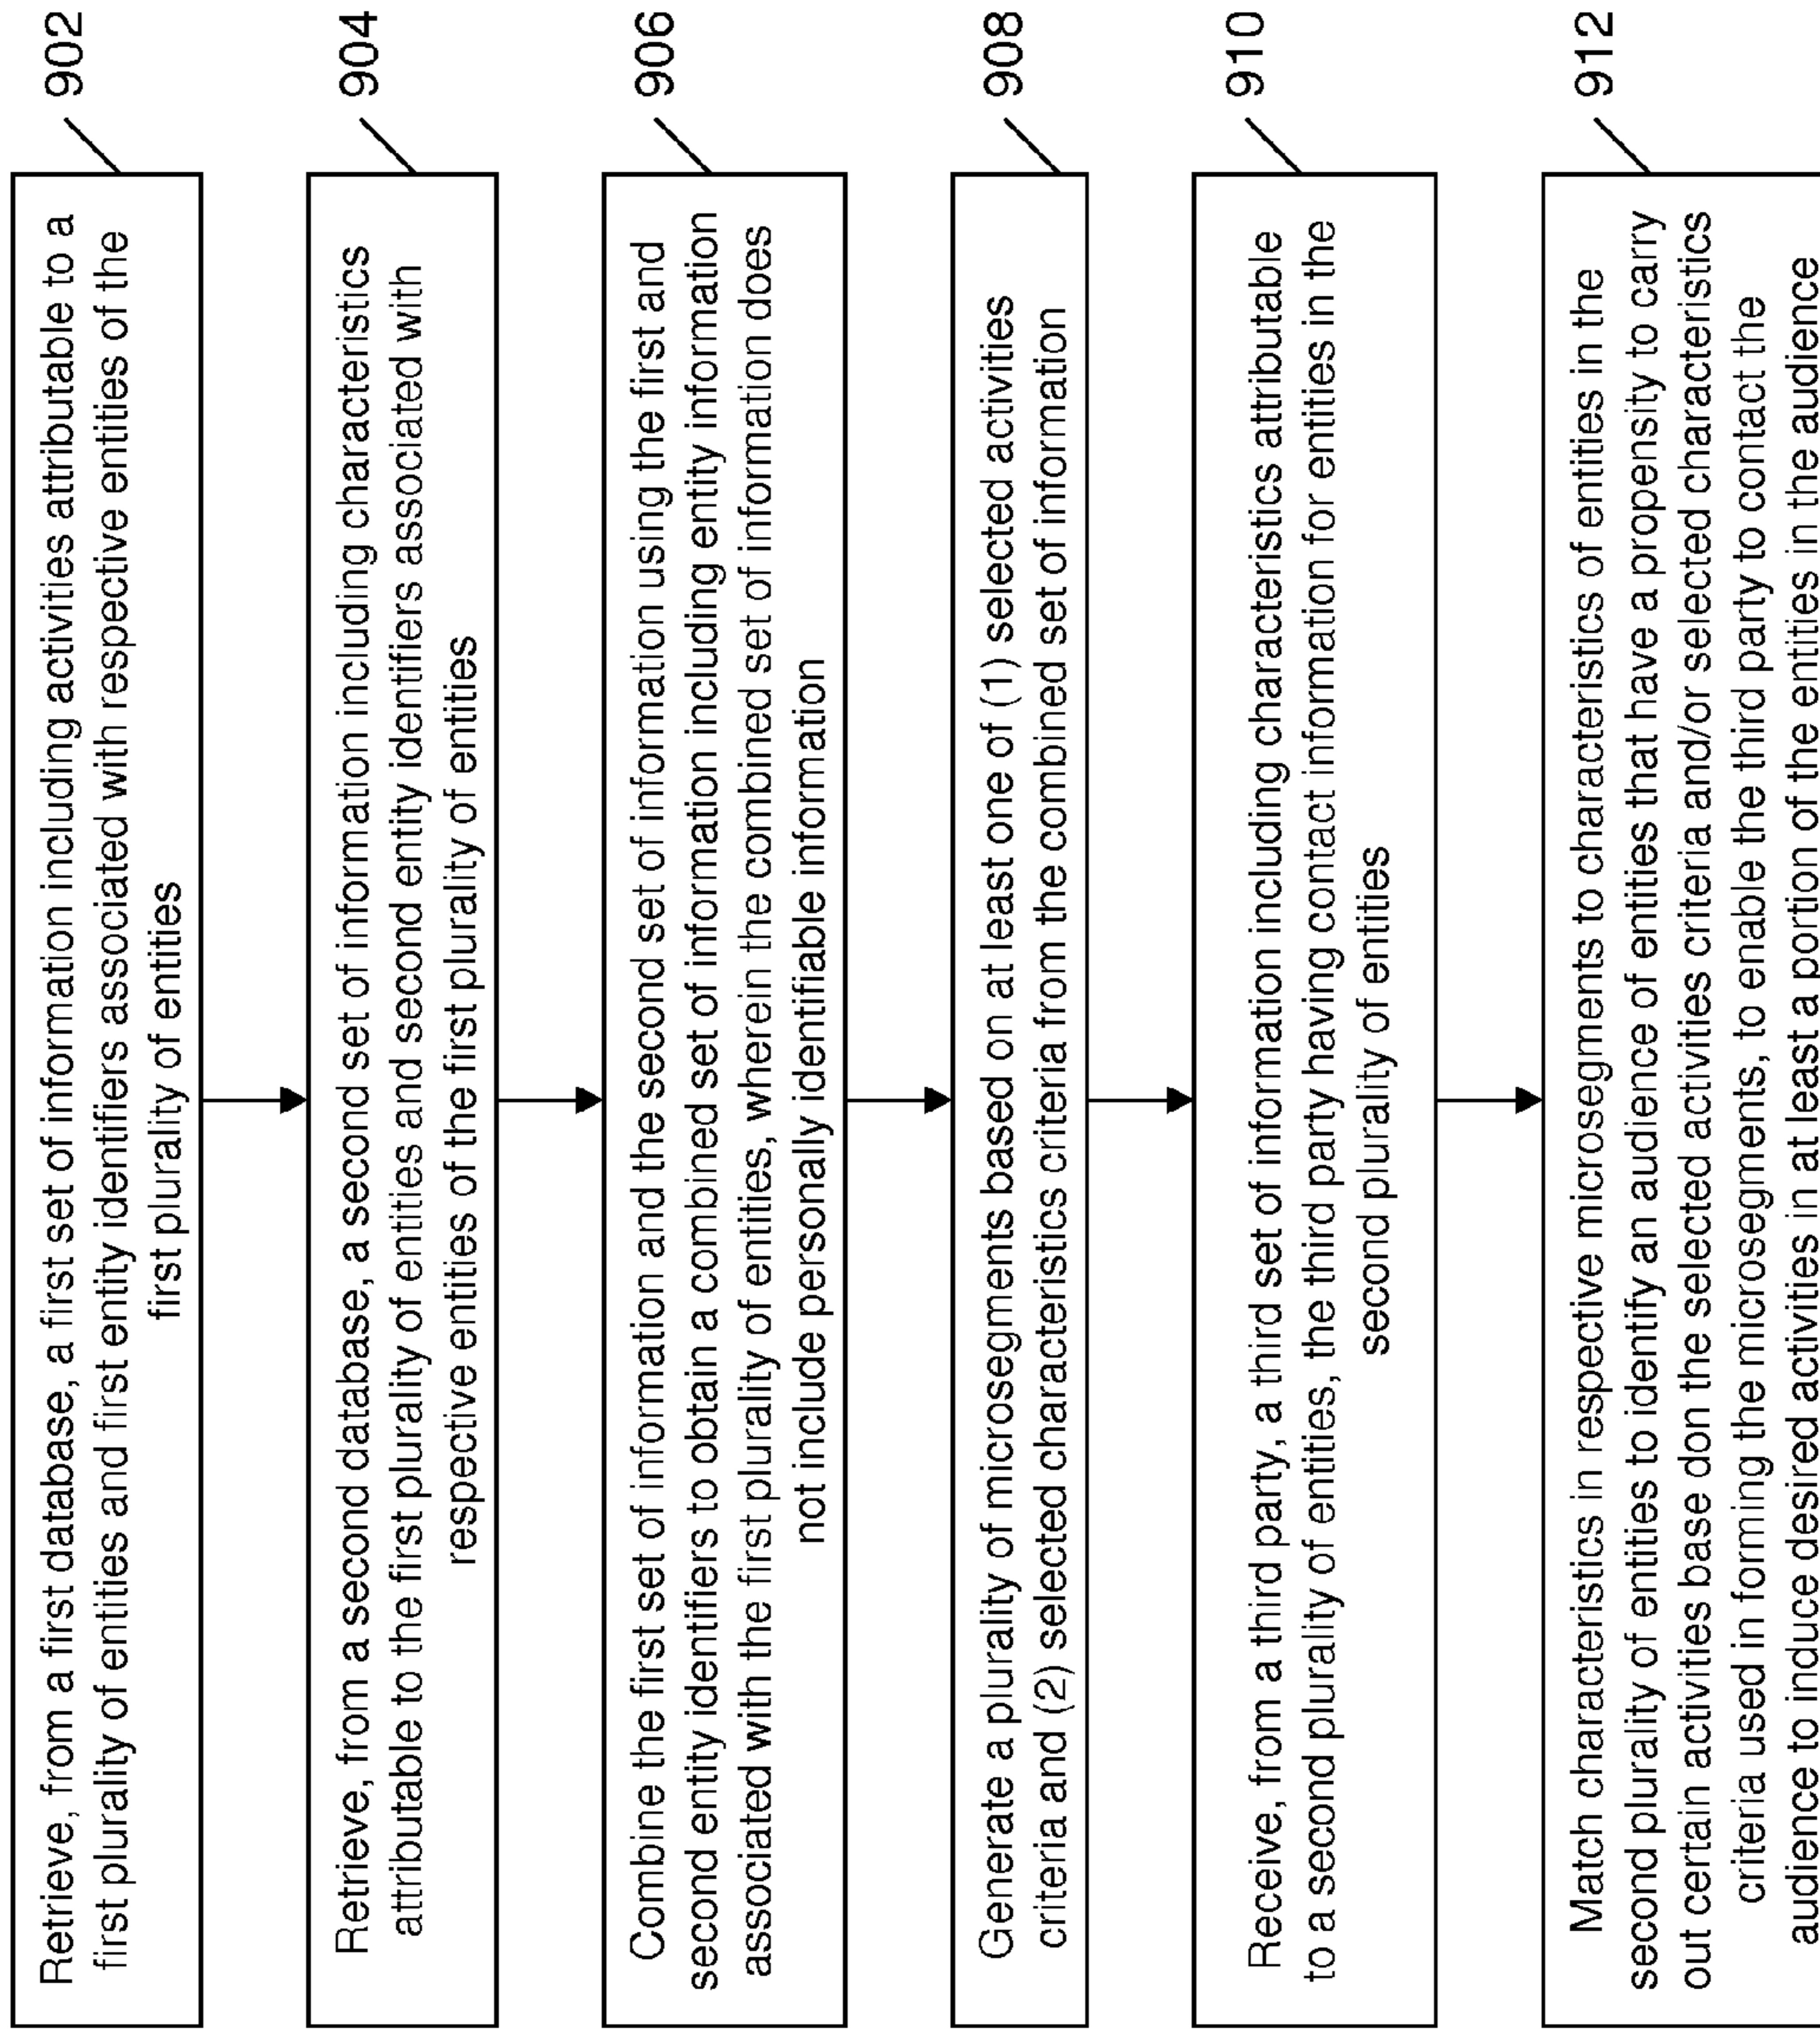 Retrieve, from a first database, a first set of information including activities attributable to a
first plurality of entities and first entity identifiers associated with respective entities of the
first plurality of entities
902
Retrieve, from a second database, a second set of information including characteristics
attributable to the first plurality of entities and second entity identifiers associated with
respective entities of the first plurality of entities
904
Combine the first set of information and the second set of information using the first and
second entity identifiers to obtain a combined set of information including entity information
associated with the first plurality of entities, wherein the combined set of information does
not include personally identifiable information
906
Generate a plurality of microsegments based on at least one of (1) selected activities
criteria and (2) selected characteristics criteria from the combined set of information
908
Receive, from a third party, a third set of information including characteristics attributable
to a second plurality of entities, the third party having contact information for entities in the
second plurality of entities
910
Match characteristics in respective microsegments to characteristics of entities in the
second plurality of entities to identify an audience of entities that have a propensity to carry
out certain activities base don the selected activities criteria and/or selected characteristics
criteria used in forming the microsegments, to enable the third party to contact the
audience to induce desired activities in at least a portion of the entities in the audience
912